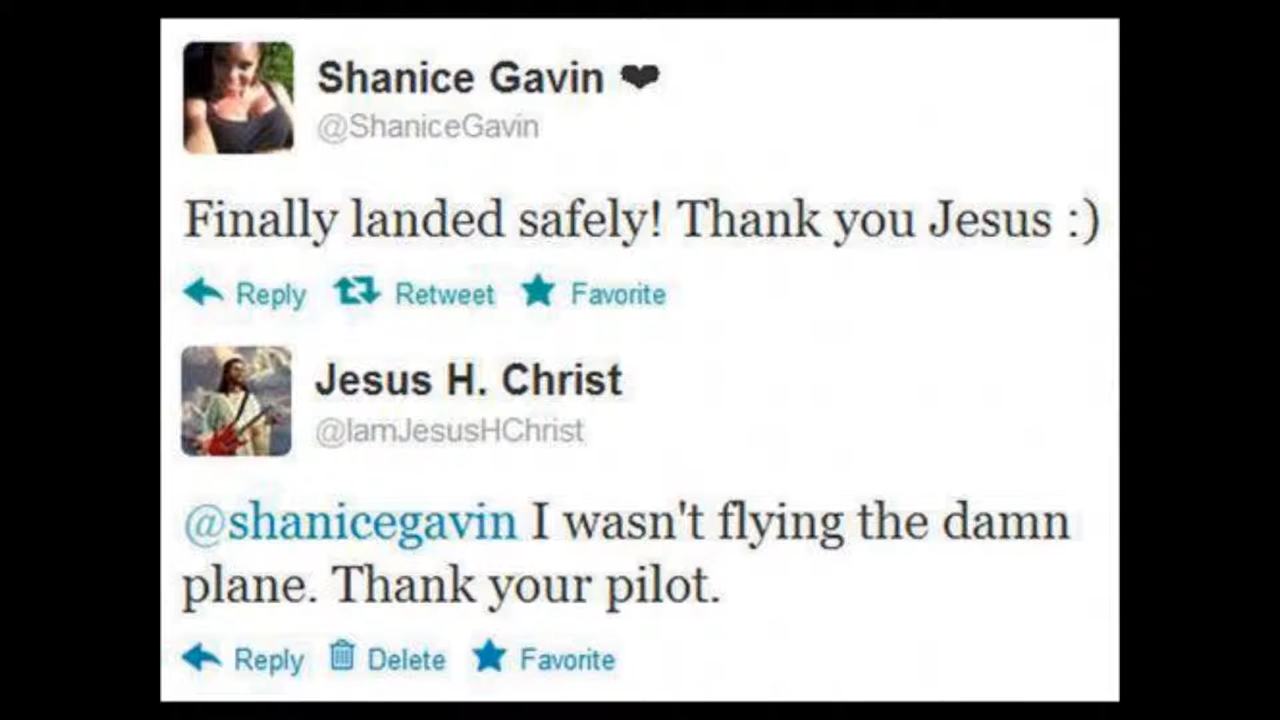 Shanice Gavin ❤
@ShaniceGavin
Finally landed safely! Thank you Jesus :)
Reply Retweet Favorite
Jesus H. Christ
@IamJesusHChrist
@shanicegavin I wasn't flying the damn
plane. Thank your pilot.
Reply Delete Favorite